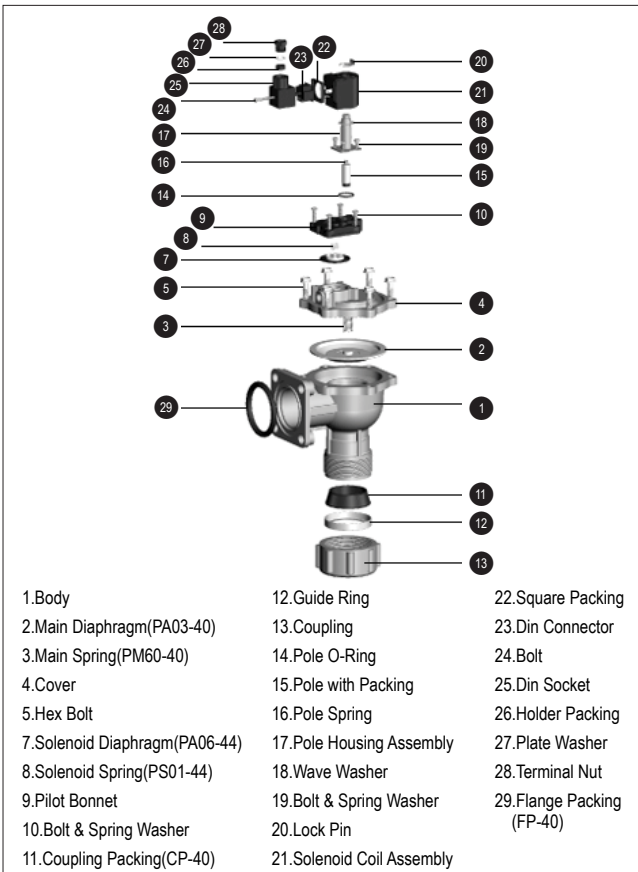 28
27
26
25
24
23
22
20
21
17
18
16
19
15
14
9
10
8
7
5
4
3
2
29
1
11
12
13
1.Body
2.Main Diaphragm(PA03-40)
3.Main Spring(PM60-40)
4.Cover
5.Hex Bolt
7.Solenoid Diaphragm(PA06-44)
8.Solenoid Spring(PS01-44)
9.Pilot Bonnet
10.Bolt & Spring Washer
11.Coupling Packing(CP-40)
12.Guide Ring
13.Coupling
14.Pole O-Ring
15.Pole with Packing
16.Pole Spring
17.Pole Housing Assembly
18.Wave Washer
19.Bolt & Spring Washer
20.Lock Pin
21.Solenoid Coil Assembly
22.Square Packing
23.Din Connector
24.Bolt
25.Din Socket
26.Holder Packing
27.Plate Washer
28.Terminal Nut
29.Flange Packing
(FP-40)